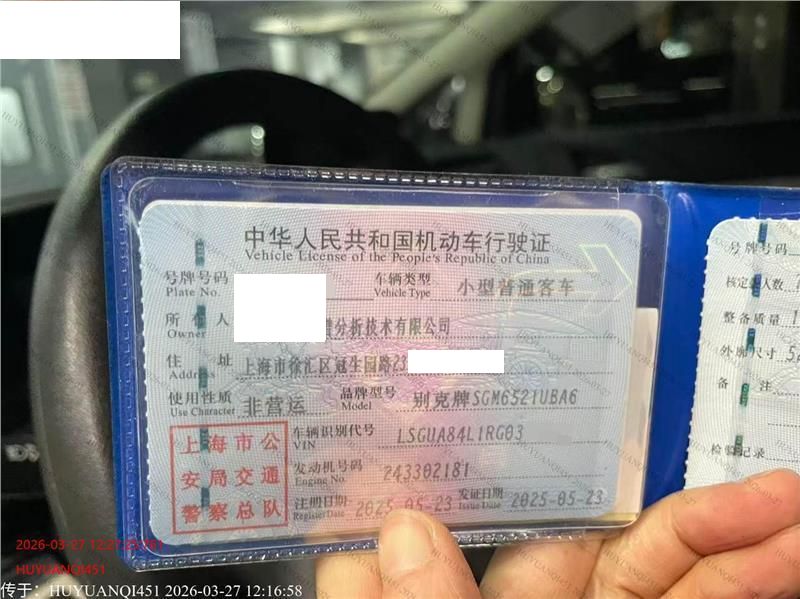 中华人民共和国机动车行驶证
Vehicle License of the People's Republic of China
号牌号码
Plate No.
车辆类型 小型普通客车
Vehicle Type
所有人
分析技术有限公司
Owner
住址 上海市徐汇区冠生园路23
Address
使用性质 非营运
Use Character
品牌型号 别克牌SGM6521UBA6
Model
车辆识别代号 LSGUA84L1RG03
VIN
发动机号码 243302181
Engine No.
注册日期 2025-05-23
Register Date
发证日期 2025-05-23
Issue Date
上海市公
安局交通
警察总队
号牌号码
核定 人数
整备质量 1
外廓尺寸 5
备注
检验记录
2026-03-27 12
HUYUANQI451
传于: HUYUANQI451 2026-03-27 12:16:58